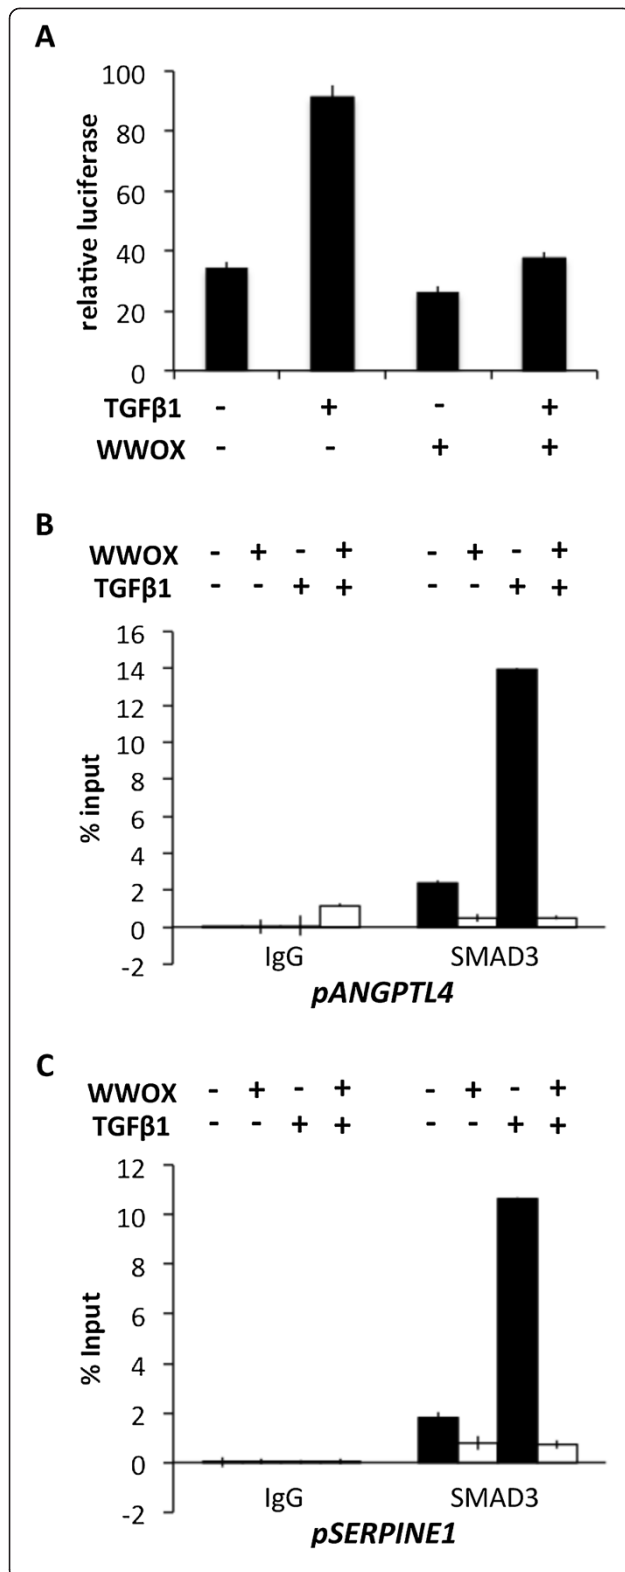 A
relative luciferase
100
80
60
40
20
0
TGFβ1 - + - +
WWOX - - + +
B
WWOX - + - + - + - +
TGFβ1 - - + + - - + +
% input
16
14
12
10
8
6
4
2
0
-2
IgG SMAD3
pANGPTL4
C
WWOX - + - + - + - +
TGFβ1 - - + + - - + +
% Input
12
10
8
6
4
2
0
-2
IgG SMAD3
pSERPINE1